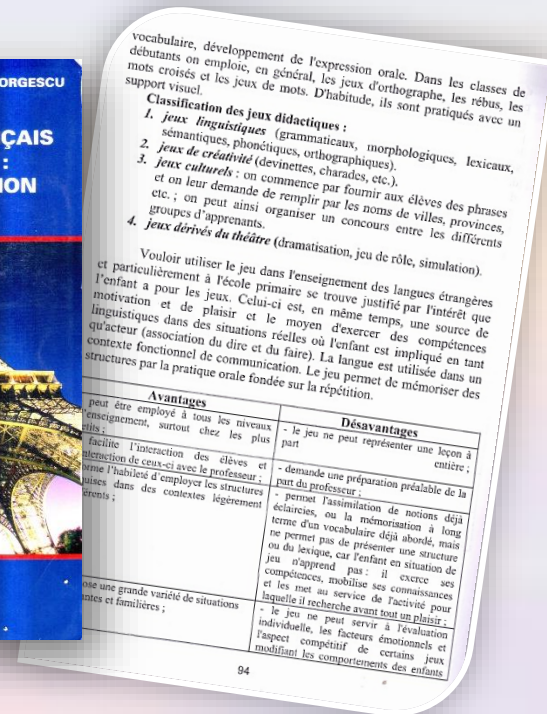 ORGESCU
ÇAIS
:
ION
vocabulaire, développement de l'expression orale. Dans les classes de
débutants on emploie, en général, les jeux d'orthographe, les rébus, les
mots croisés et les jeux de mots. D'habitude, ils sont pratiqués avec un
support visuel.
Classification des jeux didactiques :
1. jeux linguistiques (grammaticaux, morphologiques, lexicaux,
sémantiques, phonétiques, orthographiques).
2. jeux de créativité (devinettes, charades, etc.).
3. jeux culturels : on commence par fournir aux élèves des phrases
et on leur demande de remplir par les noms de villes, provinces,
etc. ; on peut ainsi organiser un concours entre les différents
groupes d'apprenants.
4. jeux dérivés du théâtre (dramatisation, jeu de rôle, simulation).
Vouloir utiliser le jeu dans l'enseignement des langues étrangères
et particulièrement à l'école primaire se trouve justifié par l'intérêt que
l'enfant a pour les jeux. Celui-ci est, en même temps, une source de
motivation et de plaisir et le moyen d'exercer des compétences
linguistiques dans des situations réelles où l'enfant est impliqué en tant
qu'acteur (association du dire et du faire). La langue est utilisée dans un
contexte fonctionnel de communication. Le jeu permet de mémoriser des
structures par la pratique orale fondée sur la répétition.
Avantages
peut être employé à tous les niveaux
enseignement, surtout chez les plus
etits ;
facilite l'interaction des élèves et
interaction de ceux-ci avec le professeur ;
orme l'habileté d'employer les structures
uises dans des contextes légèrement
érents ;
ose une grande variété de situations
antes et familières ;
Désavantages
- le jeu ne peut représenter une leçon à
part entière ;
- demande une préparation préalable de la
part du professeur ;
- permet l'assimilation de notions déjà
éclaircies, ou la mémorisation à long
terme d'un vocabulaire déjà abordé, mais
ne permet pas de présenter une structure
ou du lexique, car l'enfant en situation de
jeu n'apprend pas : il exerce ses
compétences, mobilise ses connaissances
et les met au service de l'activité pour
laquelle il recherche avant tout un plaisir ;
- le jeu ne peut servir à l'évaluation
individuelle, les facteurs émotionnels et
l'aspect compétitif de certains jeux
modifiant les comportements des enfants
94